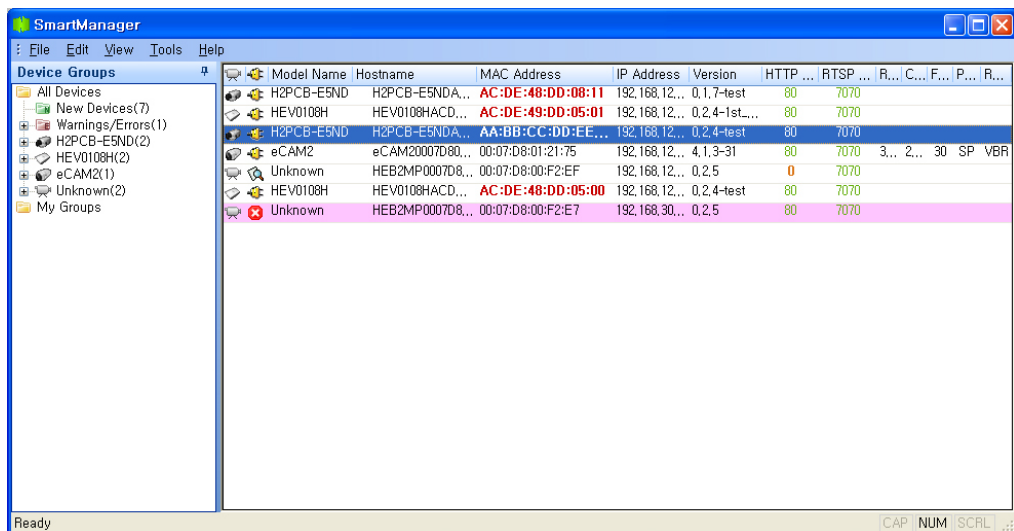 SmartManager
File Edit View Tools Help
Device Groups
All Devices
New Devices(7)
Warnings/Errors(1)
H2PCB-E5ND(2)
HEV0108H(2)
eCAM2(1)
Unknown(2)
My Groups
Model Name Hostname MAC Address IP Address Version HTTP ... RTSP ... R... C... F... P... R...
H2PCB-E5ND H2PCB-E5NDA... AC:DE:48:DD:08:11 192,168,12,... 0,1,7-test 80 7070
HEV0108H HEV0108HACD... AC:DE:49:DD:05:01 192,168,12,... 0,2,4-1st_... 80 7070
H2PCB-E5ND H2PCB-E5NDA... AA:BB:CC:DD:EE... 192,168,12,... 0,2,4-test 80 7070
eCAM2 eCAM20007D80... 00:07:D8:01:21:75 192,168,12,... 4,1,3-31 80 7070 3,... 2,... 30 SP VBR
Unknown HEB2MP0007D8... 00:07:D8:00:F2:EF 192,168,12,... 0,2,5 0 7070
HEV0108H HEV0108HACD... AC:DE:48:DD:05:00 192,168,12,... 0,2,4-test 80 7070
Unknown HEB2MP0007D8... 00:07:D8:00:F2:E7 192,168,30,... 0,2,5 80 7070
Ready CAP NUM SCRL